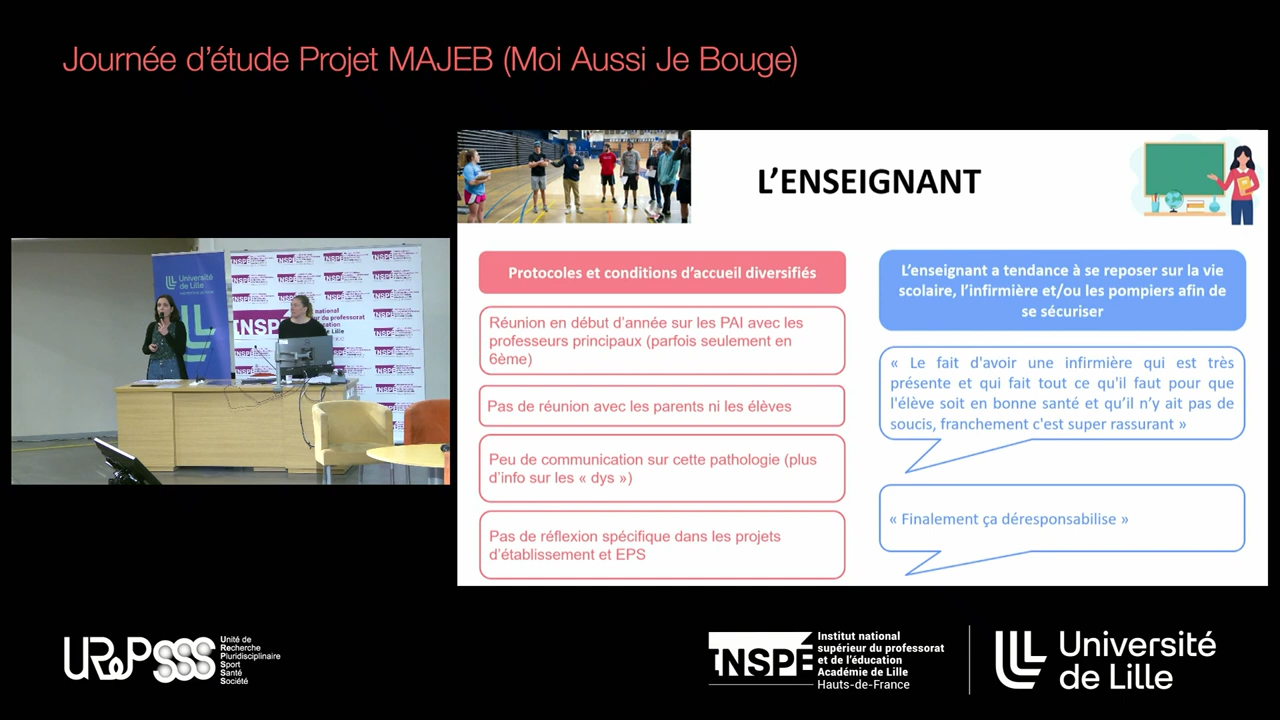 Journée d'étude Projet MAJEB (Moi Aussi Je Bouge)
L'ENSEIGNANT
Protocoles et conditions d'accueil diversifiés
Réunion en début d'année sur les PAI avec les
professeurs principaux (parfois seulement en
6ème)
Pas de réunion avec les parents ni les élèves
Peu de communication sur cette pathologie (plus
d'info sur les « dys »)
Pas de réflexion spécifique dans les projets
d'établissement et EPS
L'enseignant a tendance à se reposer sur la vie
scolaire, l'infirmière et/ou les pompiers afin de
se sécuriser
« Le fait d'avoir une infirmière qui est très
présente et qui fait tout ce qu'il faut pour que
l'élève soit en bonne santé et qu'il n'y ait pas de
soucis, franchement c'est super rassurant »
« Finalement ça déresponsabilise »
Université
de Lille
INSPÉ
URePSSS
Unité de
Recherche
Pluridisciplinaire
Sport
Santé
Société
INSPÉ
Institut national
supérieur du professorat
et de l'éducation
Académie de Lille
Hauts-de-France
Université
de Lille